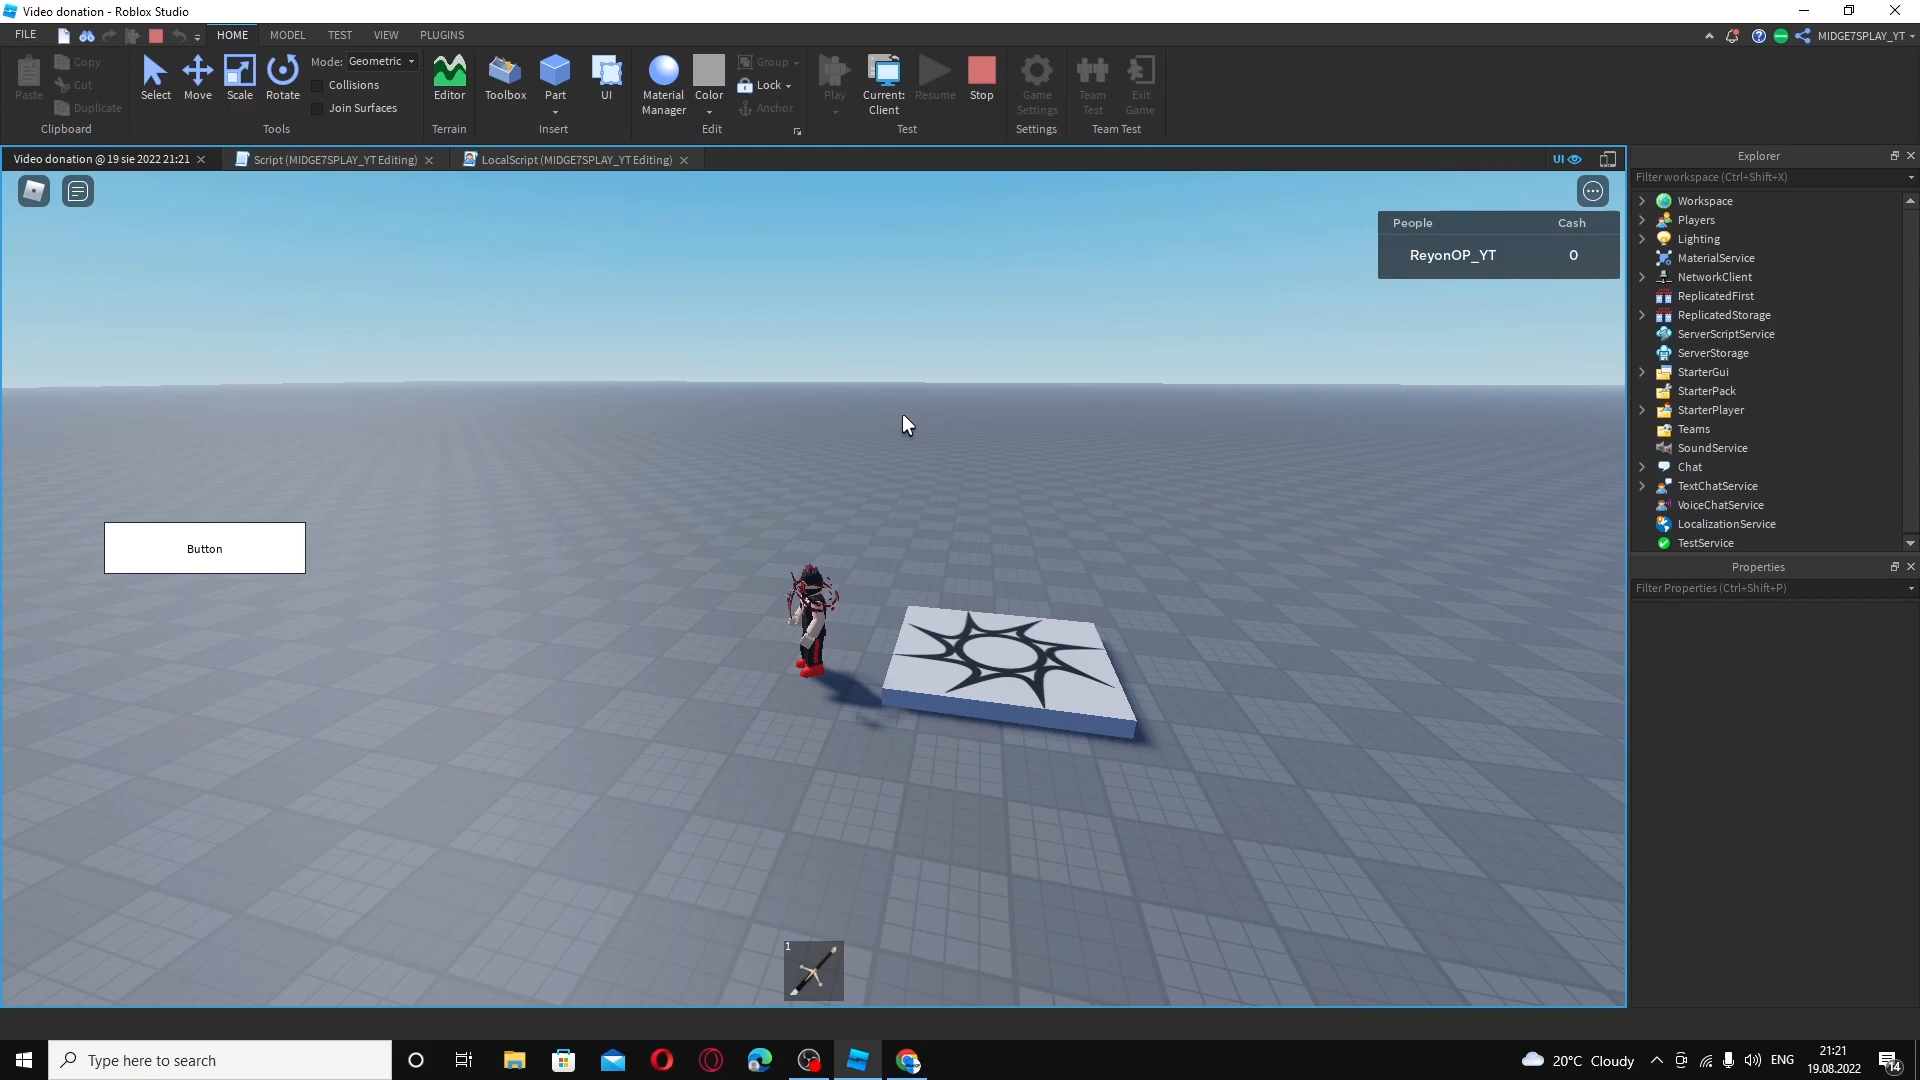 Video donation - Roblox Studio
FILE HOME MODEL TEST VIEW PLUGINS MIDGE7SPLAY_YT
Paste Copy Cut Duplicate Clipboard
Select Move Scale Rotate Mode: Geometric Collisions Join Surfaces Tools
Editor Terrain
Toolbox Part UI Insert
Material Manager Color Group Lock Anchor Edit
Play Current: Client Resume Stop Test
Game Settings Settings
Team Test Exit Game Team Test
Video donation @ 19 sie 2022 21:21
Script (MIDGE7SPLAY_YT Editing)
LocalScript (MIDGE7SPLAY_YT Editing)
UI
People Cash
ReyonOP_YT 0
Button
1
Explorer
Filter workspace (Ctrl+Shift+X)
Workspace
Players
Lighting
MaterialService
NetworkClient
ReplicatedFirst
ReplicatedStorage
ServerScriptService
ServerStorage
StarterGui
StarterPack
StarterPlayer
Teams
SoundService
Chat
TextChatService
VoiceChatService
LocalizationService
TestService
Properties
Filter Properties (Ctrl+Shift+P)
Type here to search
20°C Cloudy ENG
21:21
19.08.2022
14